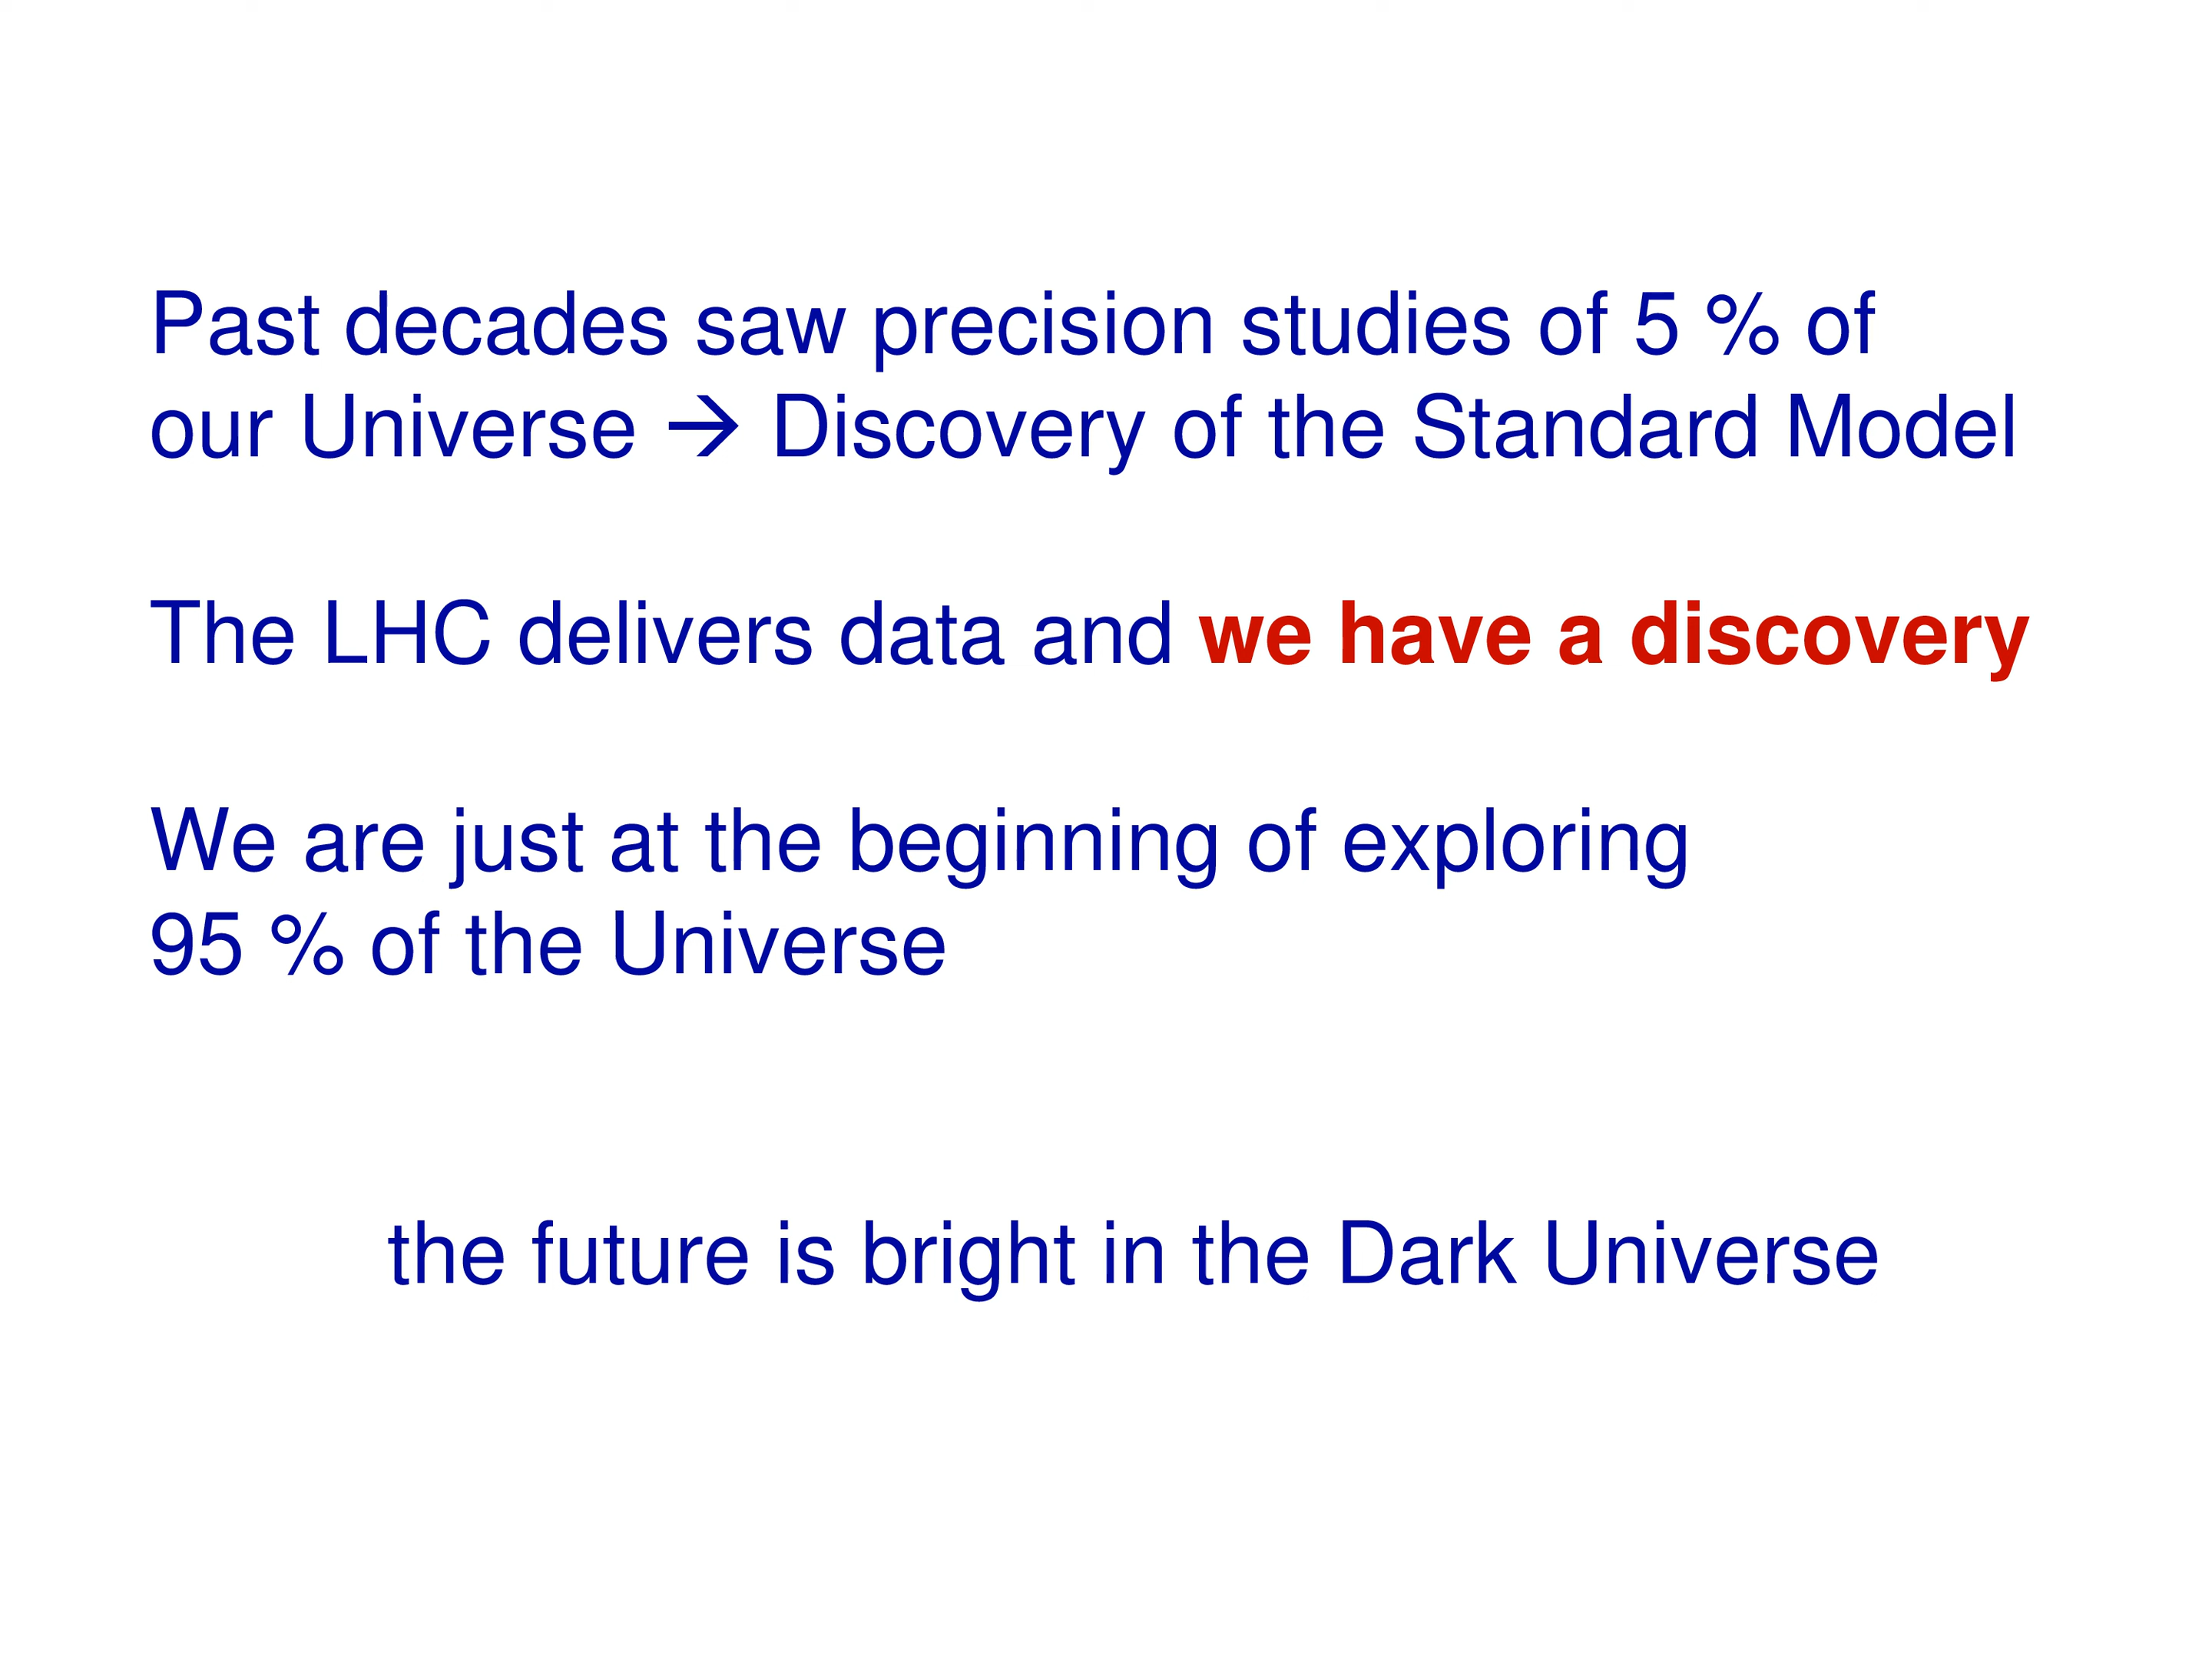 Past decades saw precision studies of 5 % of
our Universe → Discovery of the Standard Model
The LHC delivers data and we have a discovery
We are just at the beginning of exploring
95 % of the Universe
the future is bright in the Dark Universe